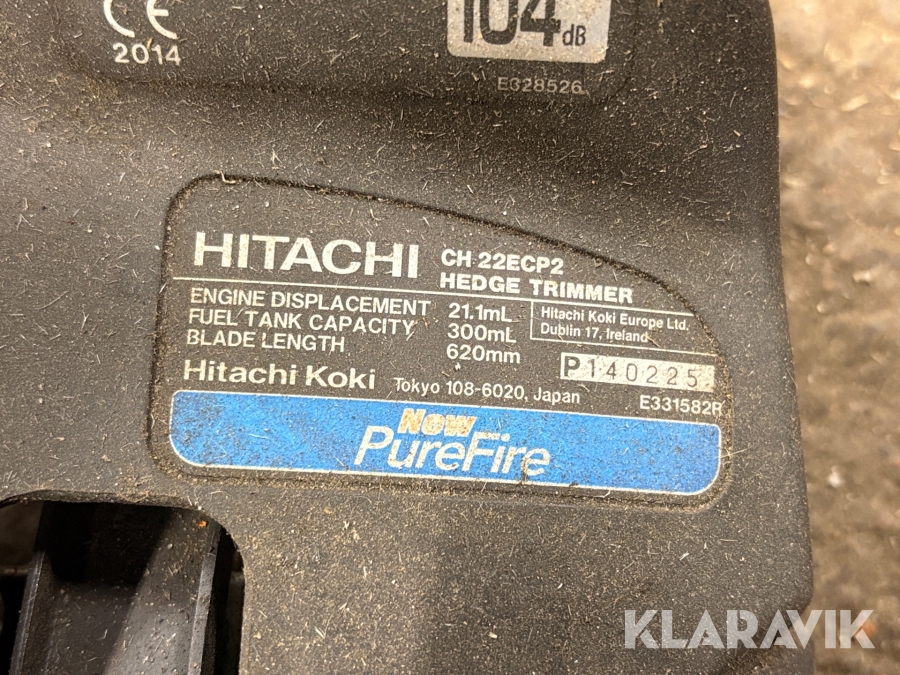 CE
2014
104 dB
E328526
HITACHI
CH 22ECP2
HEDGE TRIMMER
ENGINE DISPLACEMENT 21.1mL
FUEL TANK CAPACITY 300mL
BLADE LENGTH 620mm
Hitachi Koki Europe Ltd.
Dublin 17, Ireland
P140225
Hitachi Koki Tokyo 108-6020, Japan
E331582R
New
PureFire
KLARAVIK